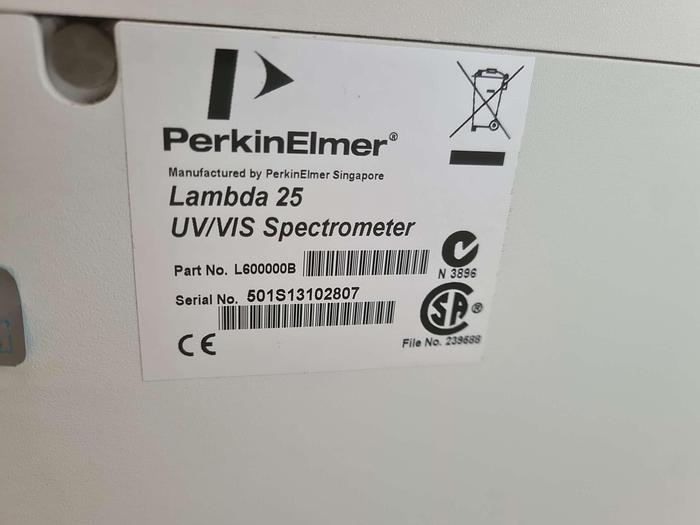 PerkinElmer®
Manufactured by PerkinElmer Singapore
Lambda 25
UV/VIS Spectrometer
Part No. L600000B
N 3896
Serial No. 501S13102807
SA ®
CE
File No. 239688